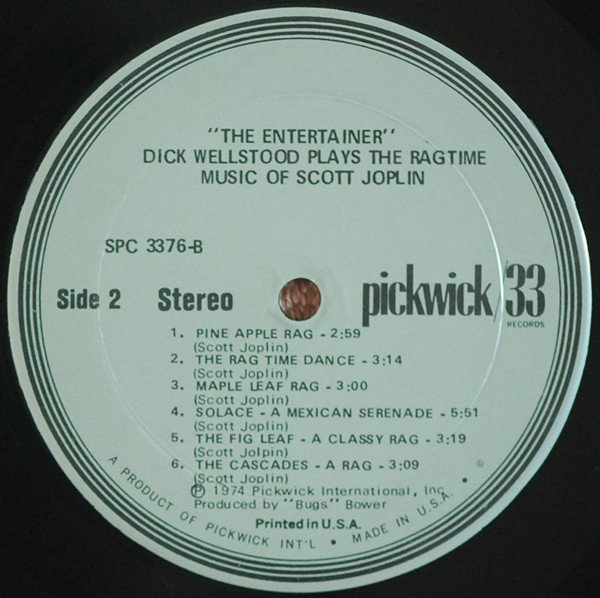 "THE ENTERTAINER"
DICK WELLSTOOD PLAYS THE RAGTIME
MUSIC OF SCOTT JOPLIN
SPC 3376-B
Side 2 Stereo
pickwick/33
RECORDS
1. PINE APPLE RAG - 2:59
(Scott Joplin)
2. THE RAG TIME DANCE - 3:14
(Scott Joplin)
3. MAPLE LEAF RAG - 3:00
(Scott Joplin)
4. SOLACE - A MEXICAN SERENADE - 5:51
(Scott Joplin)
5. THE FIG LEAF - A CLASSY RAG - 3:19
(Scott Jolpin)
6. THE CASCADES - A RAG - 3:09
(Scott Joplin)
℗ 1974 Pickwick International, Inc.
Produced by "Bugs" Bower
Printed in U.S.A.
A PRODUCT OF PICKWICK INT'L • MADE IN U.S.A. • ©